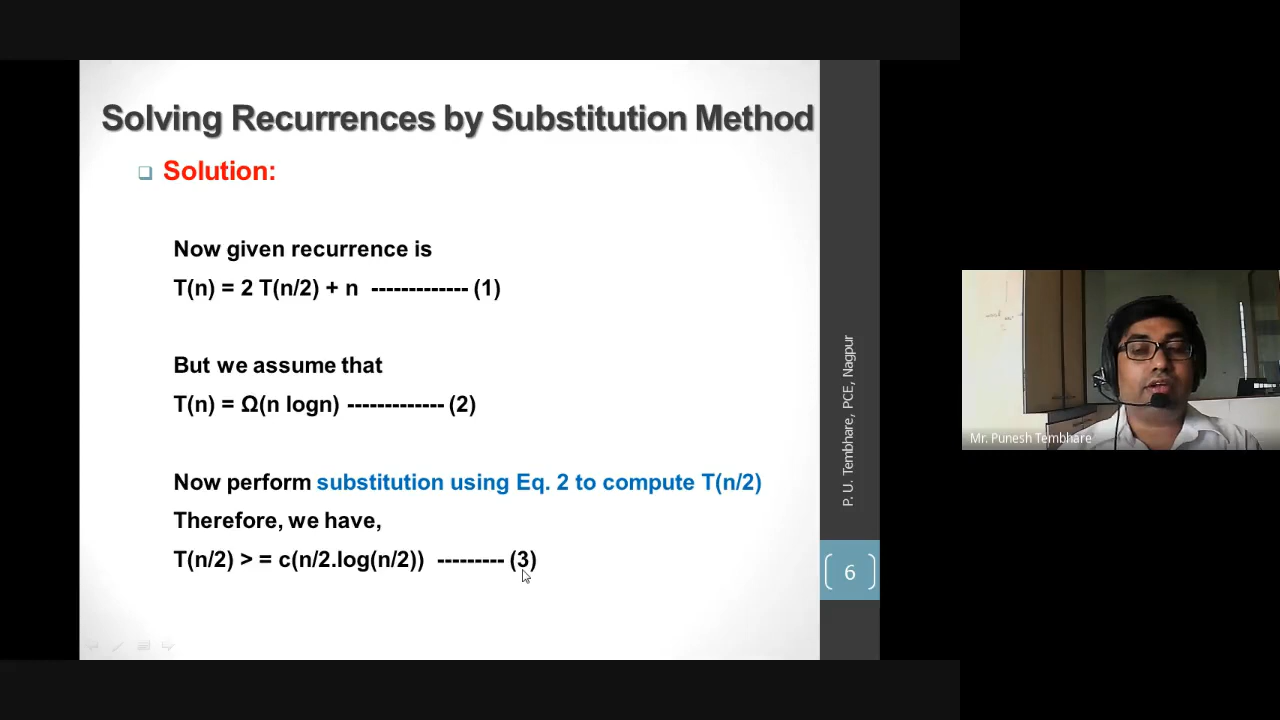 Solving Recurrences by Substitution Method
Solution:
Now given recurrence is
T(n) = 2 T(n/2) + n ------------- (1)
But we assume that
T(n) = Ω(n logn) ------------- (2)
Now perform substitution using Eq. 2 to compute T(n/2)
Therefore, we have,
T(n/2) > = c(n/2.log(n/2)) --------- (3)
P. U. Tembhare, PCE, Nagpur
6
Mr. Punesh Tembhare